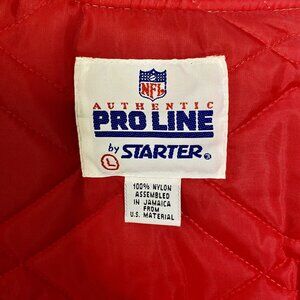 NFL
AUTHENTIC
PRO LINE
by STARTER®
L
100% NYLON
ASSEMBLED
IN JAMAICA
FROM
U.S. MATERIAL